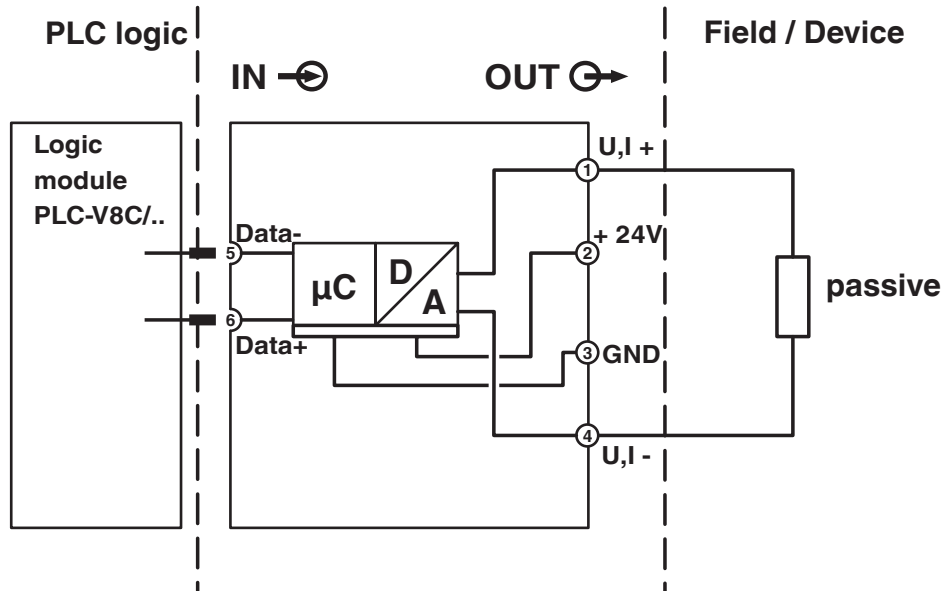 PLC logic
Field / Device
IN
OUT
Logic
module
PLC-V8C/..
U,I +
1
Data-
5
+ 24V
2
µC
D
A
passive
6
Data+
3
GND
4
U,I -